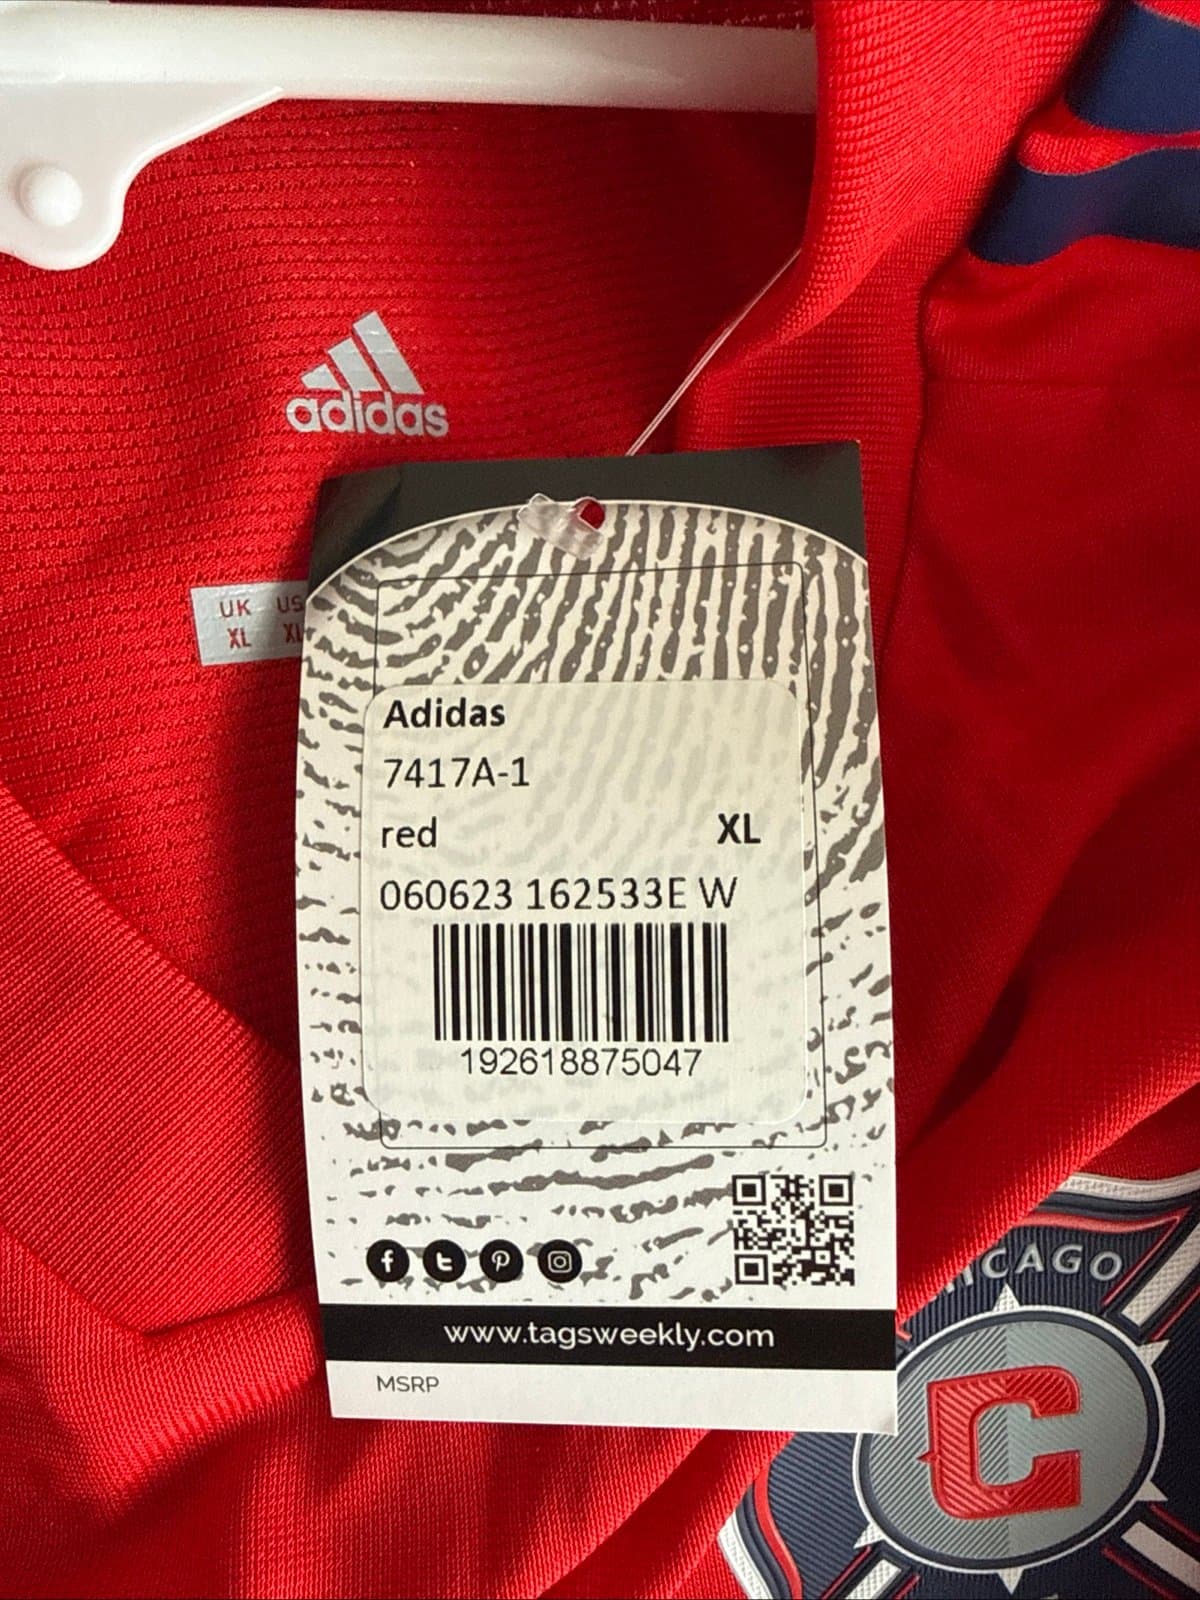 adidas
UK US
XL XL
Adidas
7417A-1
red XL
060623 162533E W
192618875047
www.tagsweekly.com
MSRP
CHICAGO
C